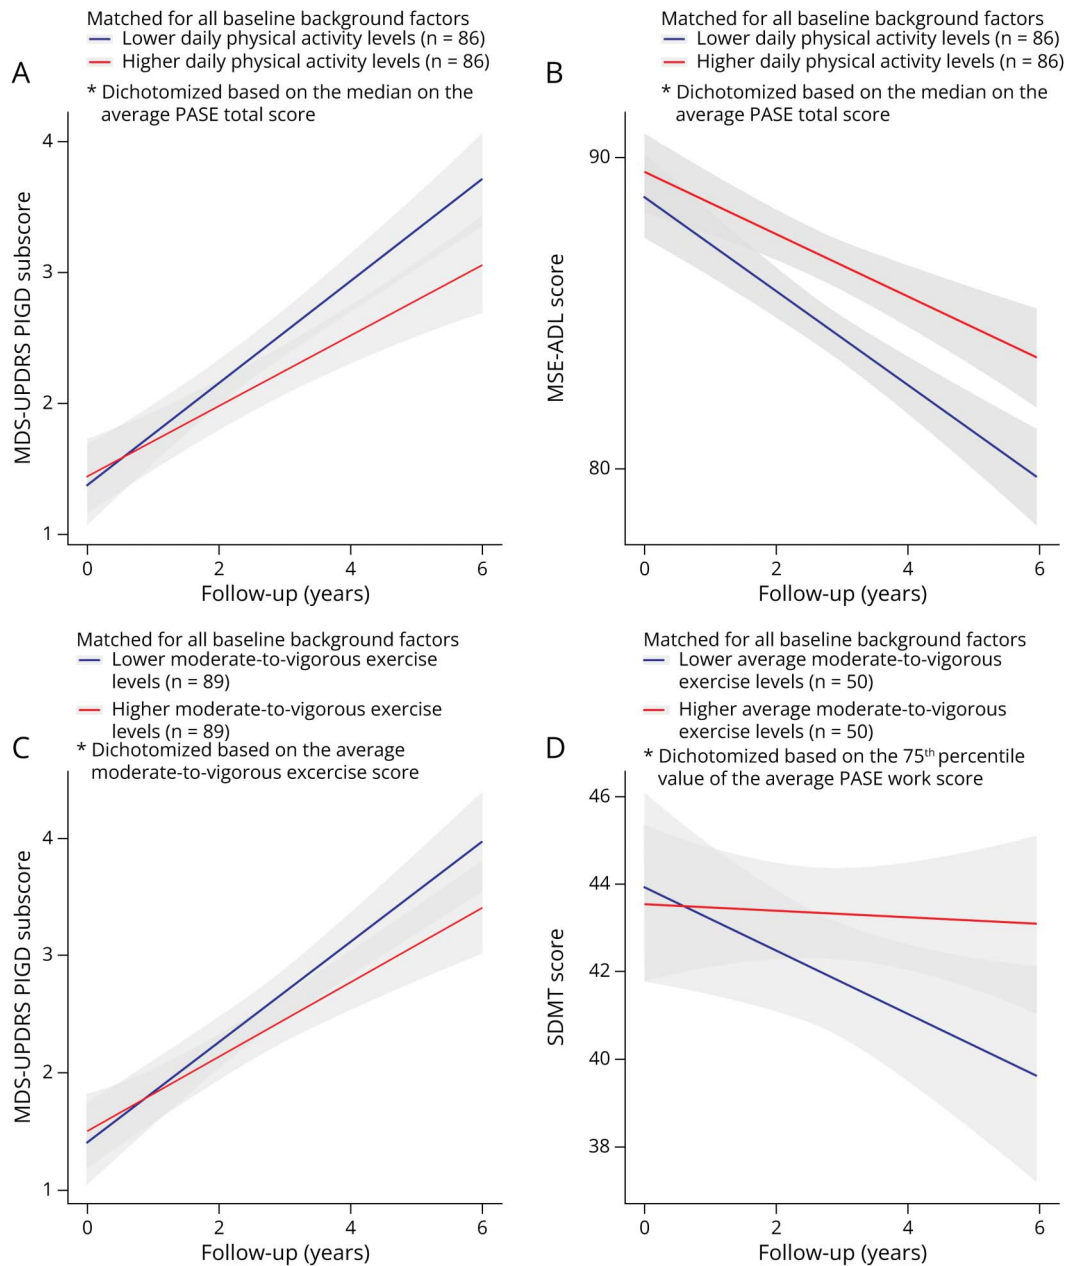 A
Matched for all baseline background factors
Lower daily physical activity levels (n = 86)
Higher daily physical activity levels (n = 86)
* Dichotomized based on the median on the
average PASE total score
MDS-UPDRS PIGD subscore
4
3
2
1
0 2 4 6
Follow-up (years)
B
Matched for all baseline background factors
Lower daily physical activity levels (n = 86)
Higher daily physical activity levels (n = 86)
* Dichotomized based on the median on the
average PASE total score
MSE-ADL score
90
80
0 2 4 6
Follow-up (years)
C
Matched for all baseline background factors
Lower moderate-to-vigorous exercise
levels (n = 89)
Higher moderate-to-vigorous exercise
levels (n = 89)
* Dichotomized based on the average
moderate-to-vigorous excercise score
MDS-UPDRS PIGD subscore
4
3
2
1
0 2 4 6
Follow-up (years)
D
Matched for all baseline background factors
Lower average moderate-to-vigorous
exercise levels (n = 50)
Higher average moderate-to-vigorous
exercise levels (n = 50)
* Dichotomized based on the 75th percentile
value of the average PASE work score
SDMT score
46
44
42
40
38
0 2 4 6
Follow-up (years)